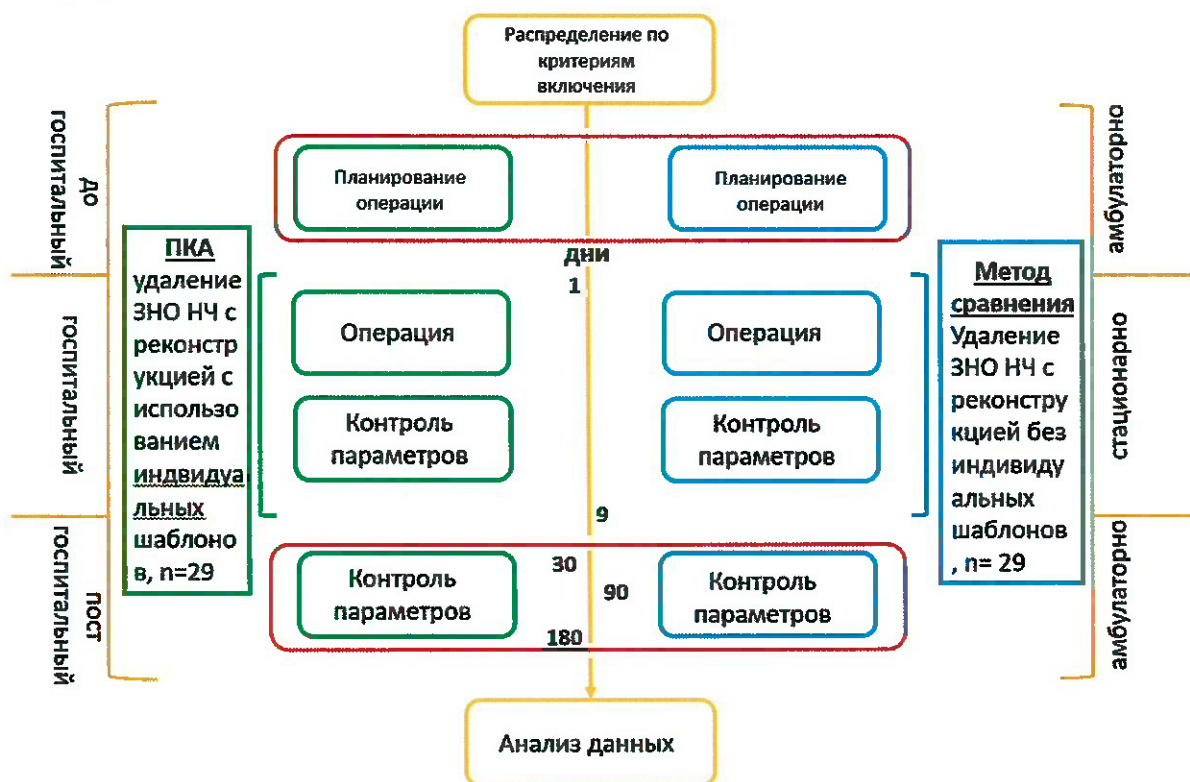 Распределение по
критериям
включения
до
госпитальный
амбулаторно
Планирование
операции
Планирование
операции
дни
1
ПКА
удаление
ЗНО НЧ с
реконстр
укцией с
использо
ванием
индвидуа
льных
шаблоно
в, n=29
госпитальный
Операция
Операция
Контроль
параметров
Контроль
параметров
9
Метод
сравнения
Удаление
ЗНО НЧ с
реконстру
кцией без
индивиду
альных
шаблонов
, n= 29
стационарно
пост
госпитальный
Контроль
параметров
30
90
180
Контроль
параметров
амбулаторно
Анализ данных